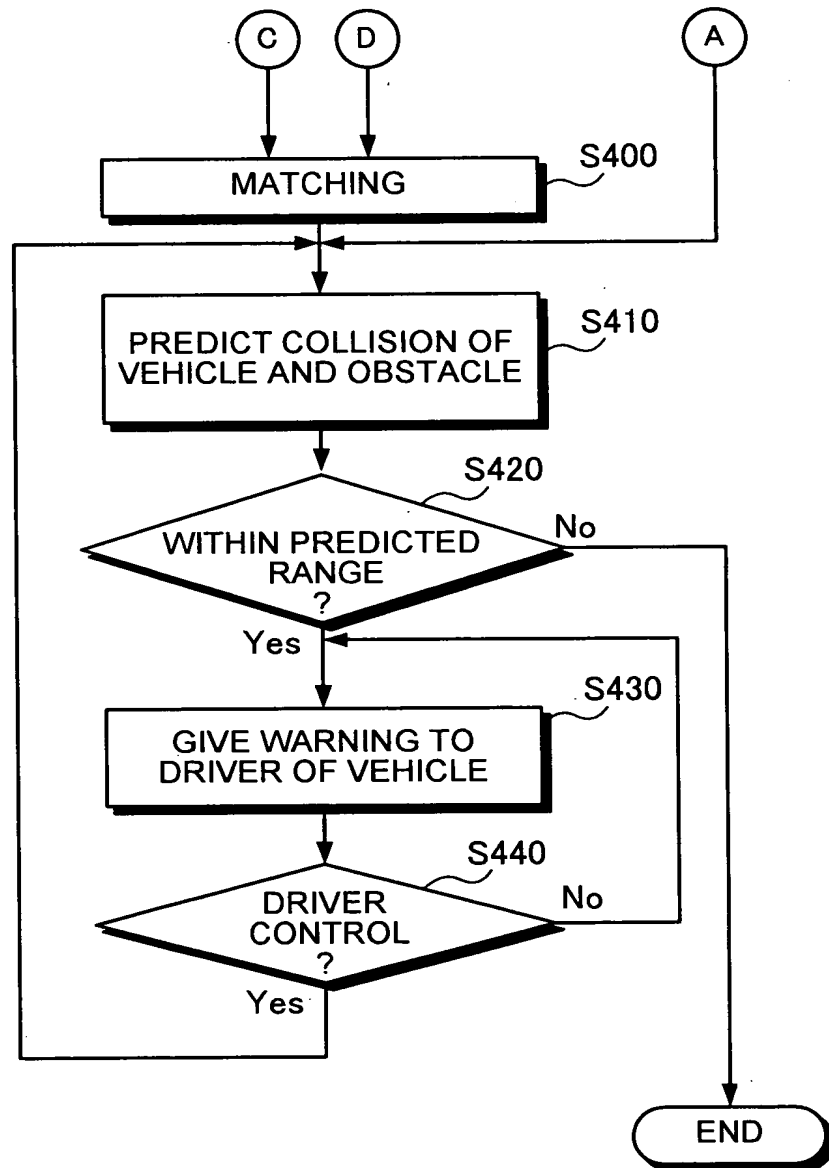 C
D
A
MATCHING
S400
PREDICT COLLISION OF
VEHICLE AND OBSTACLE
S410
S420
WITHIN PREDICTED
RANGE
?
No
Yes
S430
GIVE WARNING TO
DRIVER OF VEHICLE
S440
DRIVER
CONTROL
?
No
Yes
END